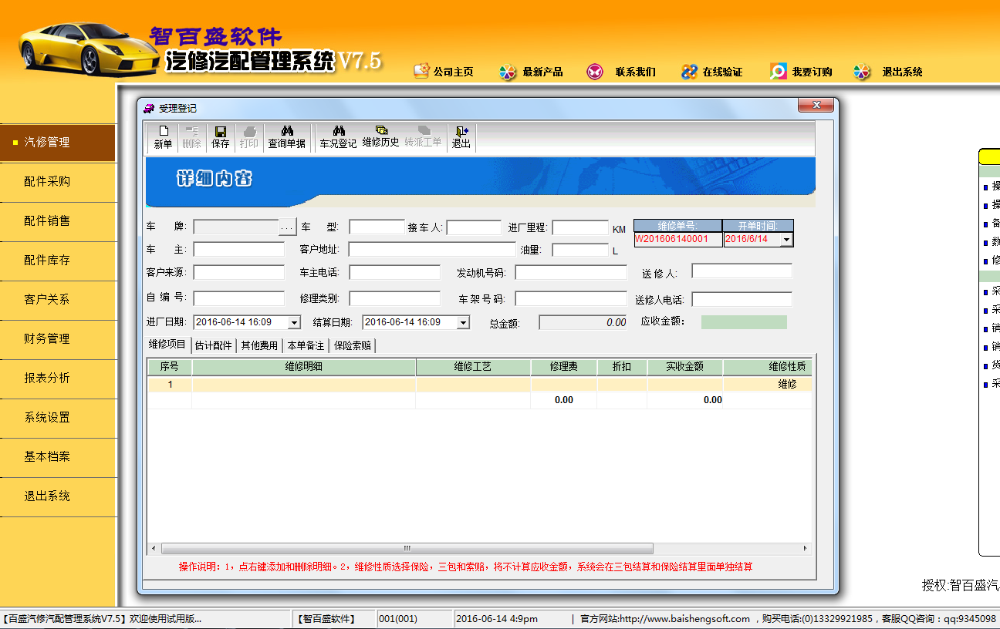 智百盛软件
汽修汽配管理系统V7.5
公司主页 最新产品 联系我们 在线验证 我要订购 退出系统
汽修管理
配件采购
配件销售
配件库存
客户关系
财务管理
报表分析
系统设置
基本档案
退出系统
受理登记
新单 删除 保存 打印 查询单据 车况登记 维修历史 转派工单 退出
详细内容
车 牌: ... 车 型: 接车人: 进厂里程: KM 维修单号: 开单时间:
W201606140001 2016/6/14
车 主: 客户地址: 油量: L
客户来源: 车主电话: 发动机号码: 送修人:
自编号: 修理类别: 车架号码: 送修人电话:
进厂日期: 2016-06-14 16:09 结算日期: 2016-06-14 16:09 总金额: 0.00 应收金额:
维修项目 估计配件 其他费用 本单备注 保险索赔
序号 维修明细 维修工艺 修理费 折扣 实收金额 维修性质
1 维修
0.00 0.00
操作说明: 1, 点右键添加和删除明细。2, 维修性质选择保险, 三包和索赔, 将不计算应收金额, 系统会在三包结算和保险结算里面单独结算
操
操
备
数
修
采
采
销
销
货
采
授权:智百盛汽
【百盛汽修汽配管理系统V7.5】欢迎使用试用版... 【智百盛软件】 001(001) 2016-06-14 4:9pm | 官方网站:http://www.baishengsoft.com ，购买电话:(0)13329921985，客服QQ咨询：qq:9345098